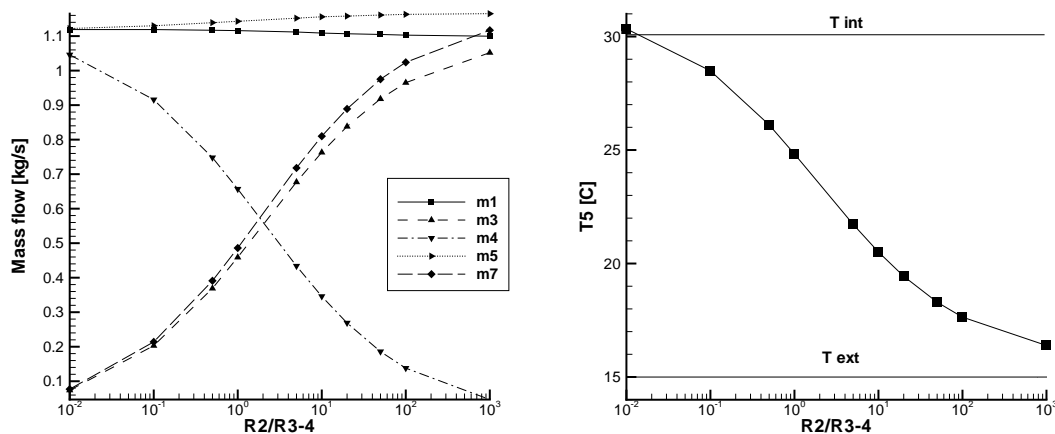 1.1
1
0.9
0.8
0.7
0.6
0.5
0.4
0.3
0.2
0.1
Mass flow [kg/s]
m1
m3
m4
m5
m7
10-2
10-1
100
101
102
103
R2/R3-4
30
25
20
15
T5 [C]
T int
T ext
10-2
10-1
100
101
102
103
R2/R3-4